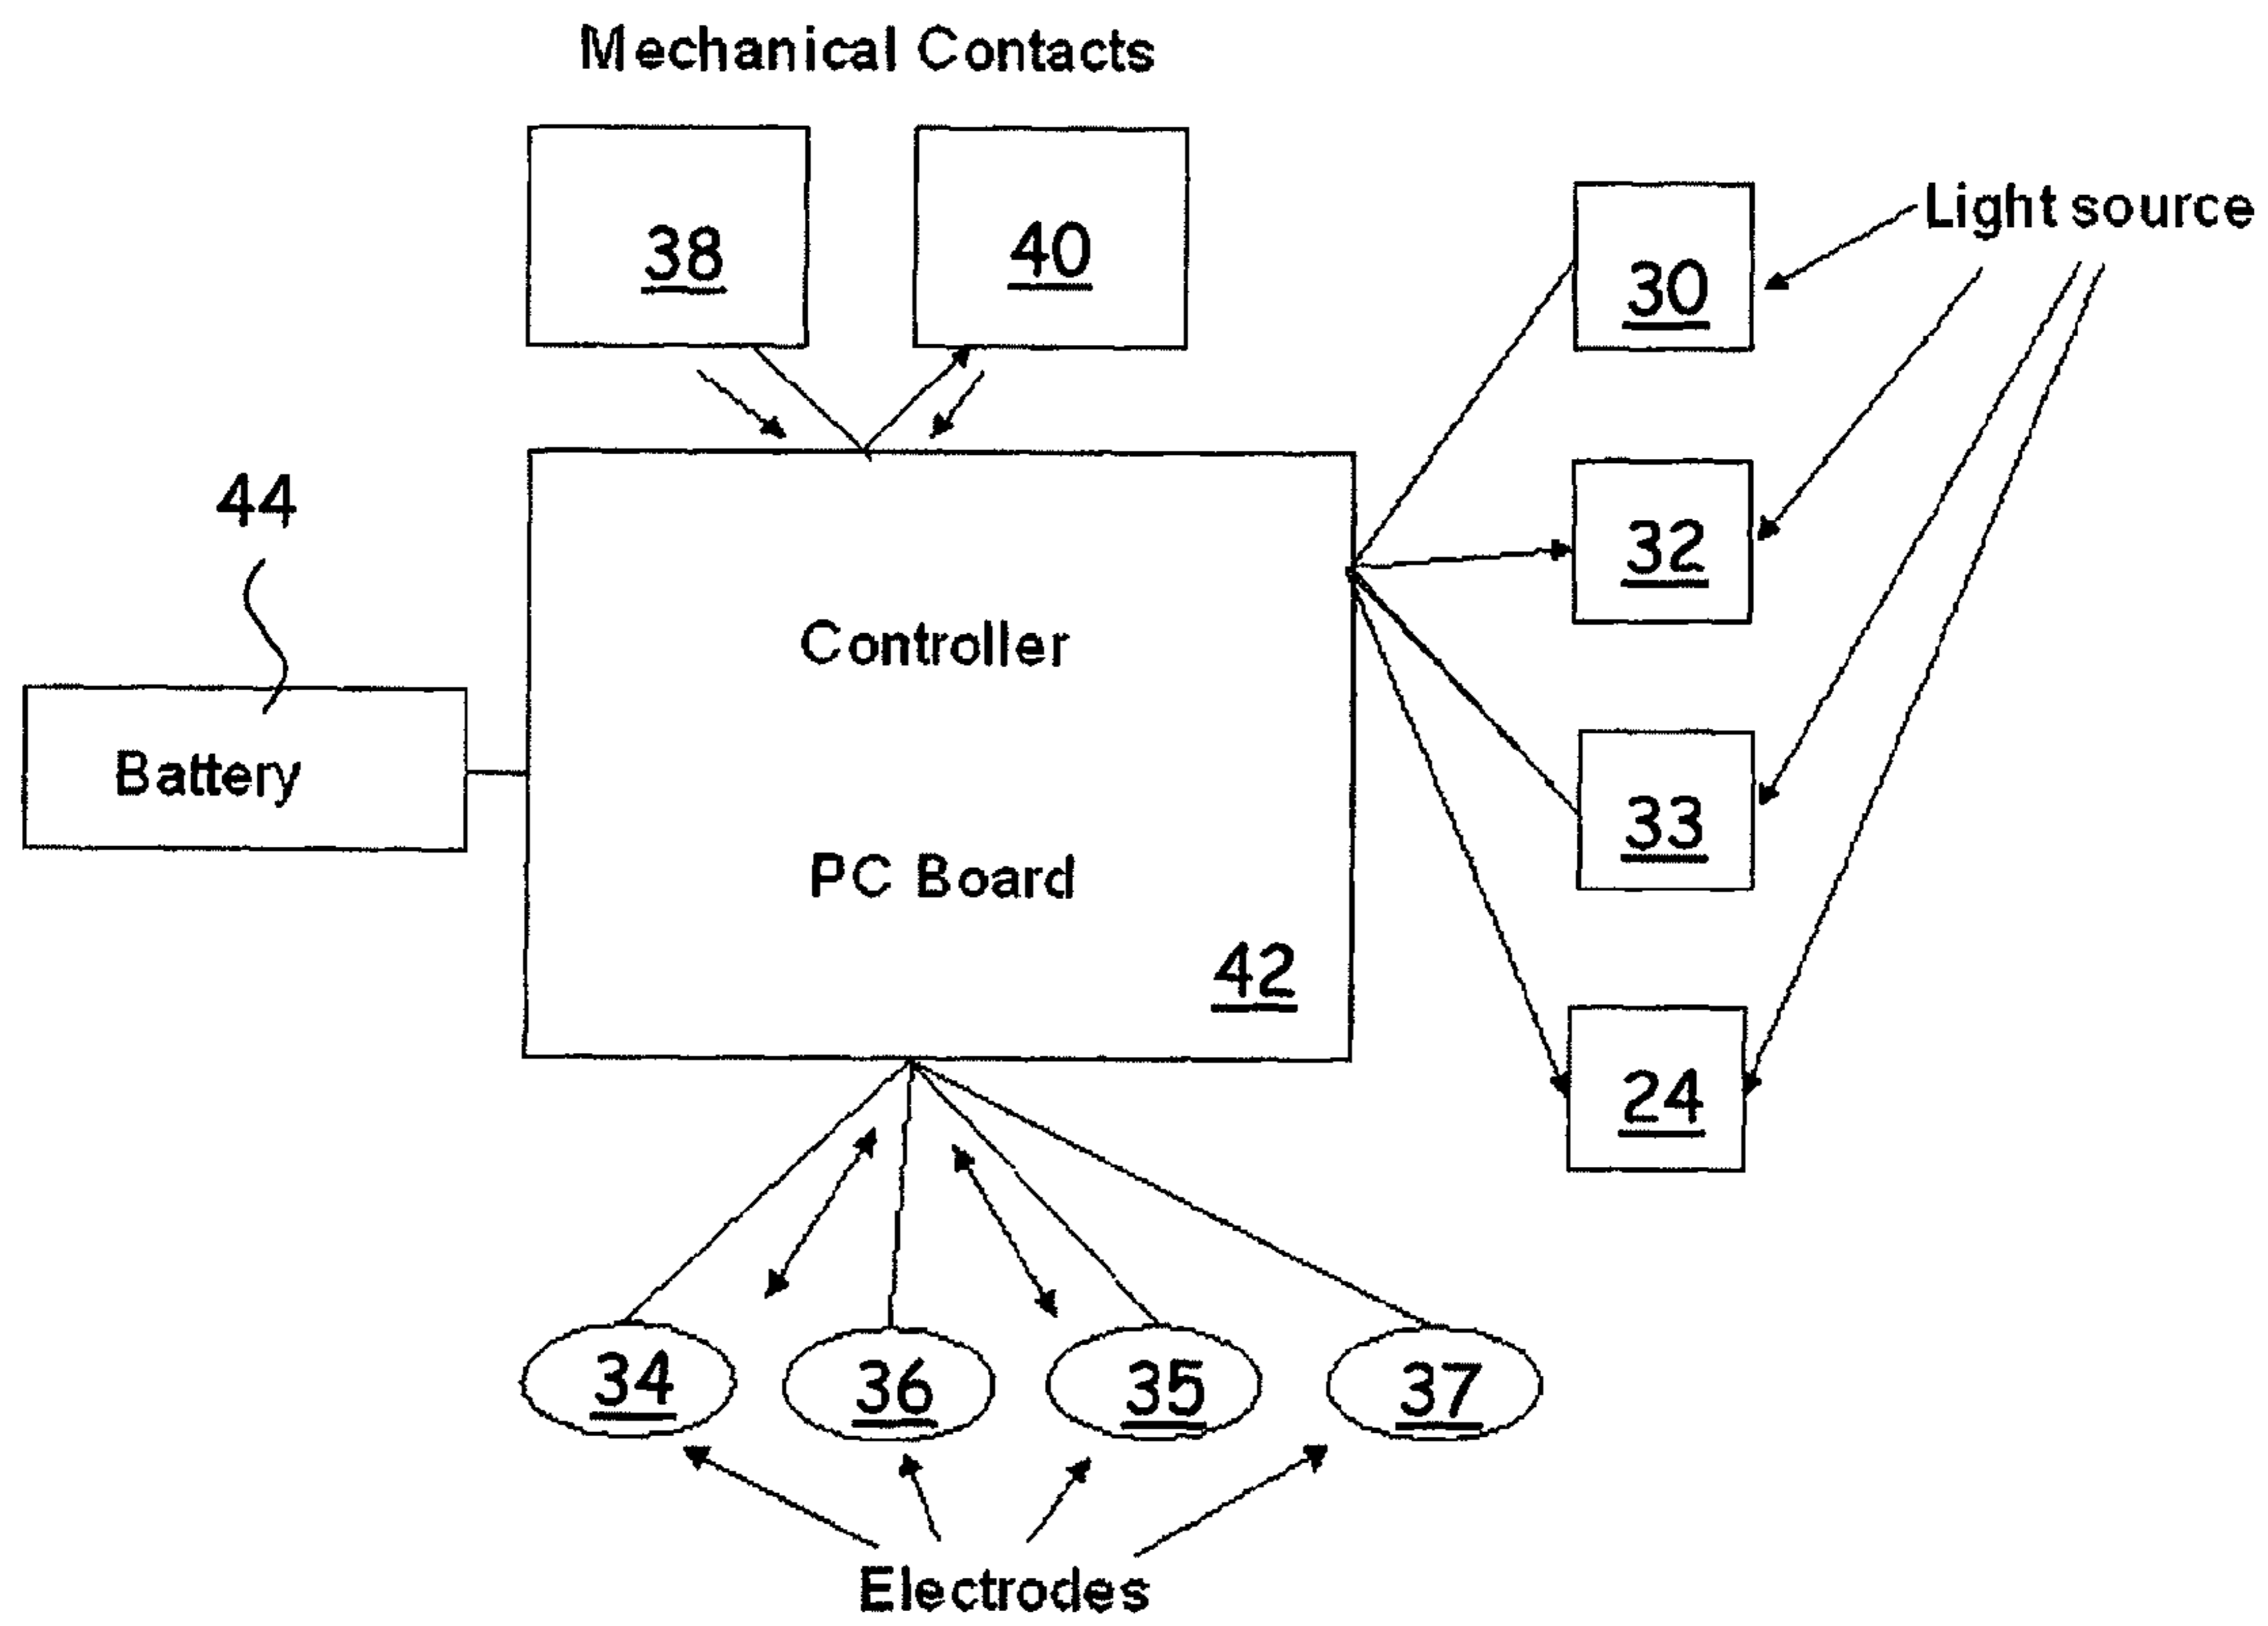 Mechanical Contacts
38
40
Light source
30
44
32
Controller
Battery
33
PC Board
42
24
34
36
35
37
Electrodes